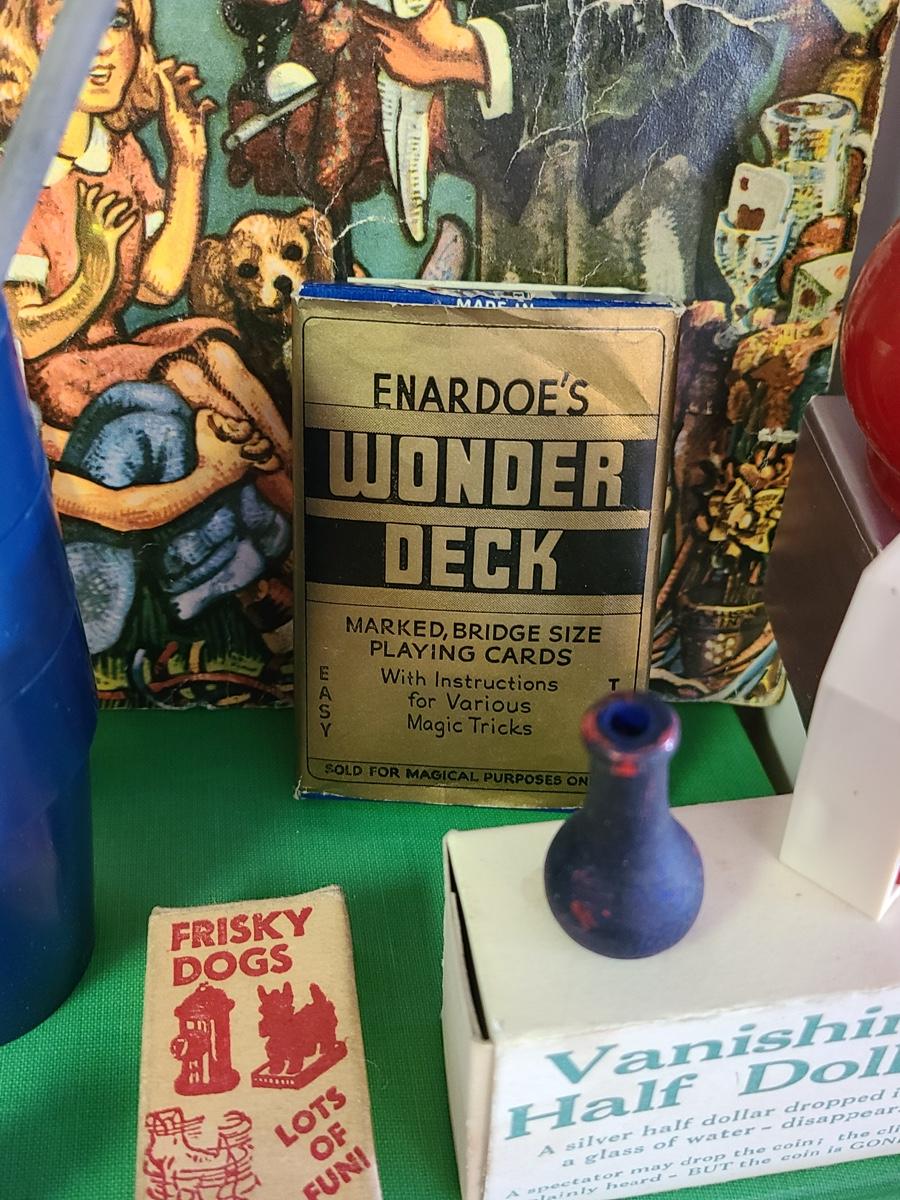 MADE IN
ENARDOE'S
WONDER
DECK
MARKED, BRIDGE SIZE
PLAYING CARDS
With Instructions
for Various
Magic Tricks
EASY
T
SOLD FOR MAGICAL PURPOSES ON
FRISKY
DOGS
LOTS
OF
FUN!
Vanishin
Half Doll
A silver half dollar dropped i
a glass of water - disappear
A spectator may drop the coin; the cli
plainly heard - BUT the coin is GON